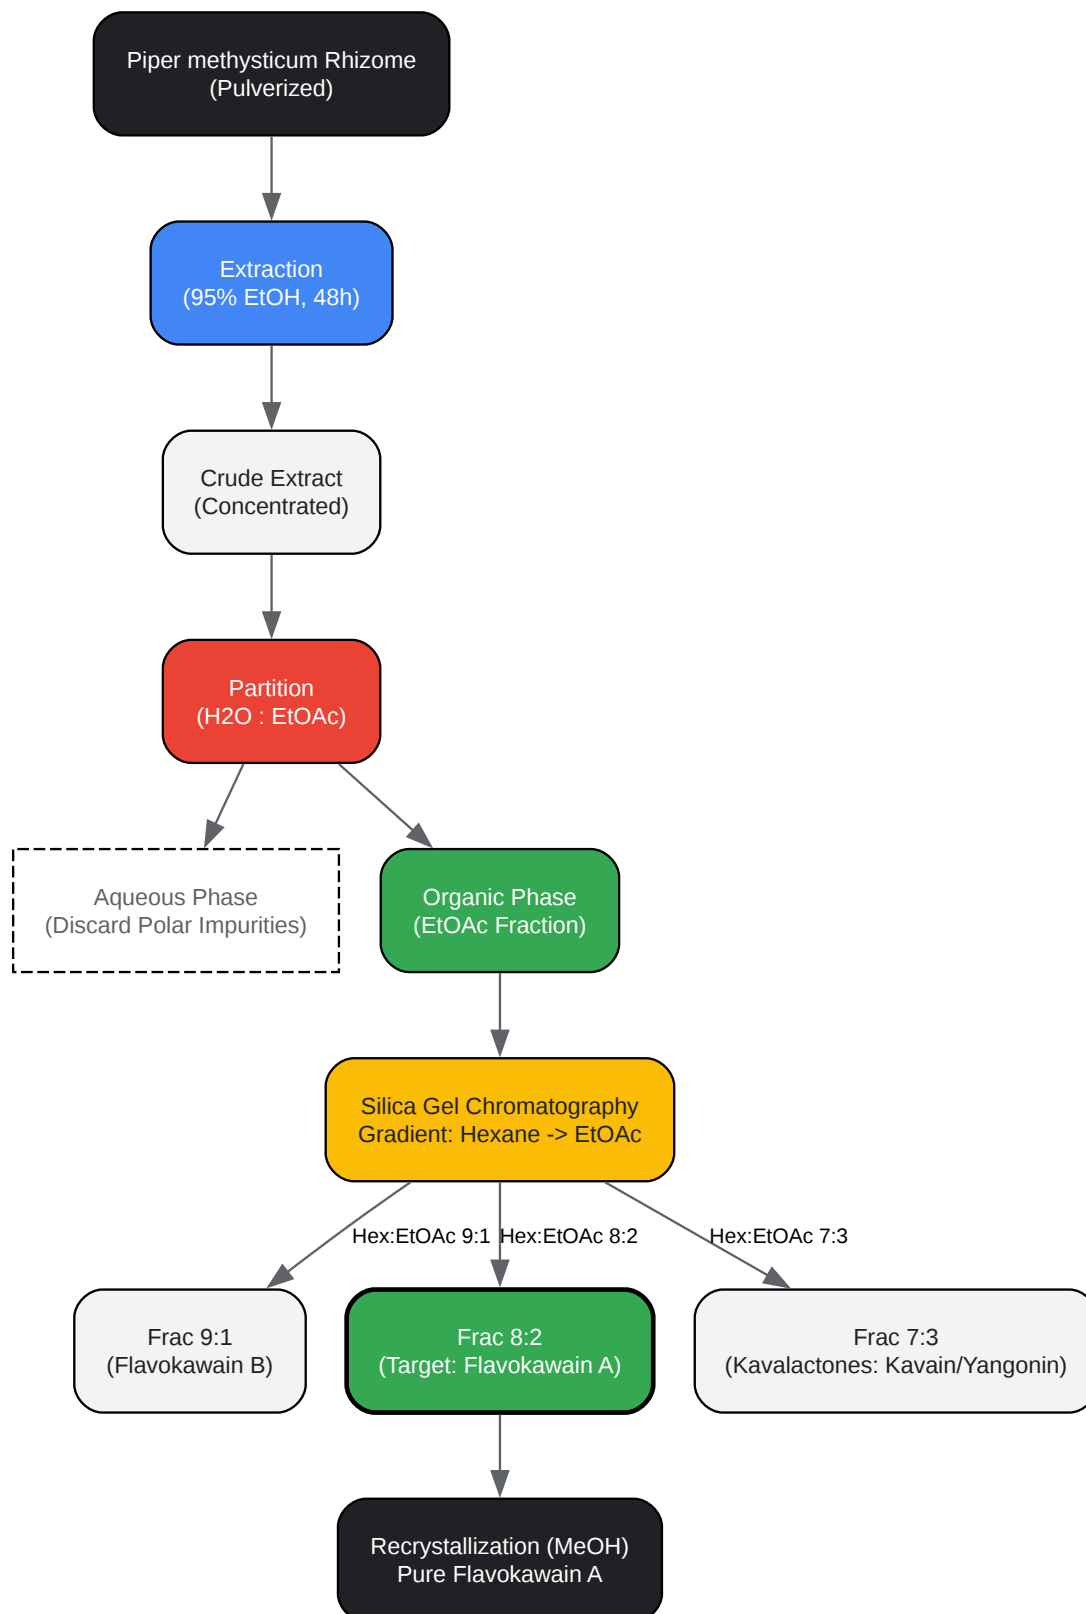 Piper methysticum Rhizome
(Pulverized)
Extraction
(95% EtOH, 48h)
Crude Extract
(Concentrated)
Partition
(H2O : EtOAc)
Aqueous Phase
(Discard Polar Impurities)
Organic Phase
(EtOAc Fraction)
Silica Gel Chromatography
Gradient: Hexane -> EtOAc
Hex:EtOAc 9:1
Hex:EtOAc 8:2
Hex:EtOAc 7:3
Frac 9:1
(Flavokawain B)
Frac 8:2
(Target: Flavokawain A)
Frac 7:3
(Kavalactones: Kavain/Yangonin)
Recrystallization (MeOH)
Pure Flavokawain A